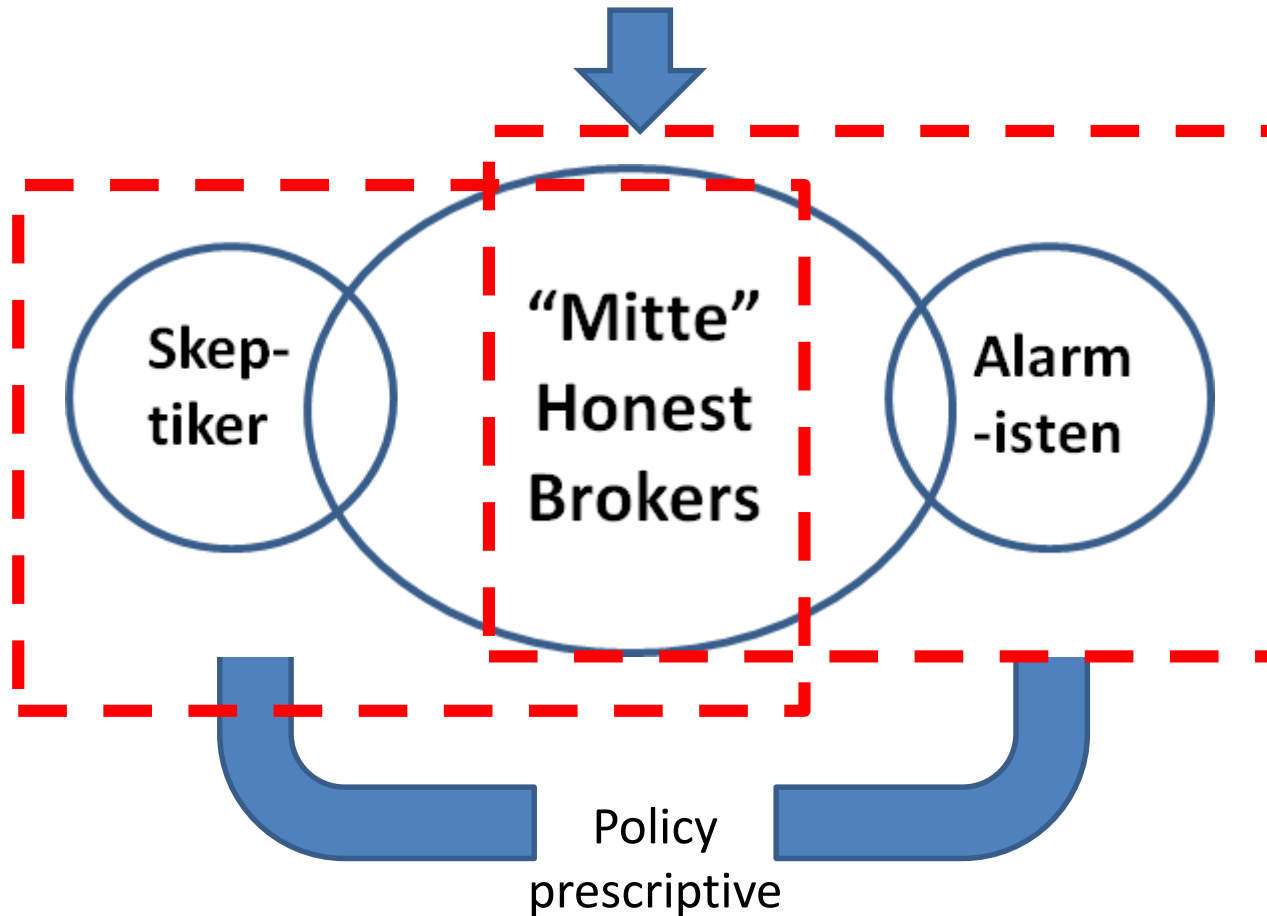 Skep-
tiker
“Mitte”
Honest
Brokers
Alarm
-isten
Policy
prescriptive